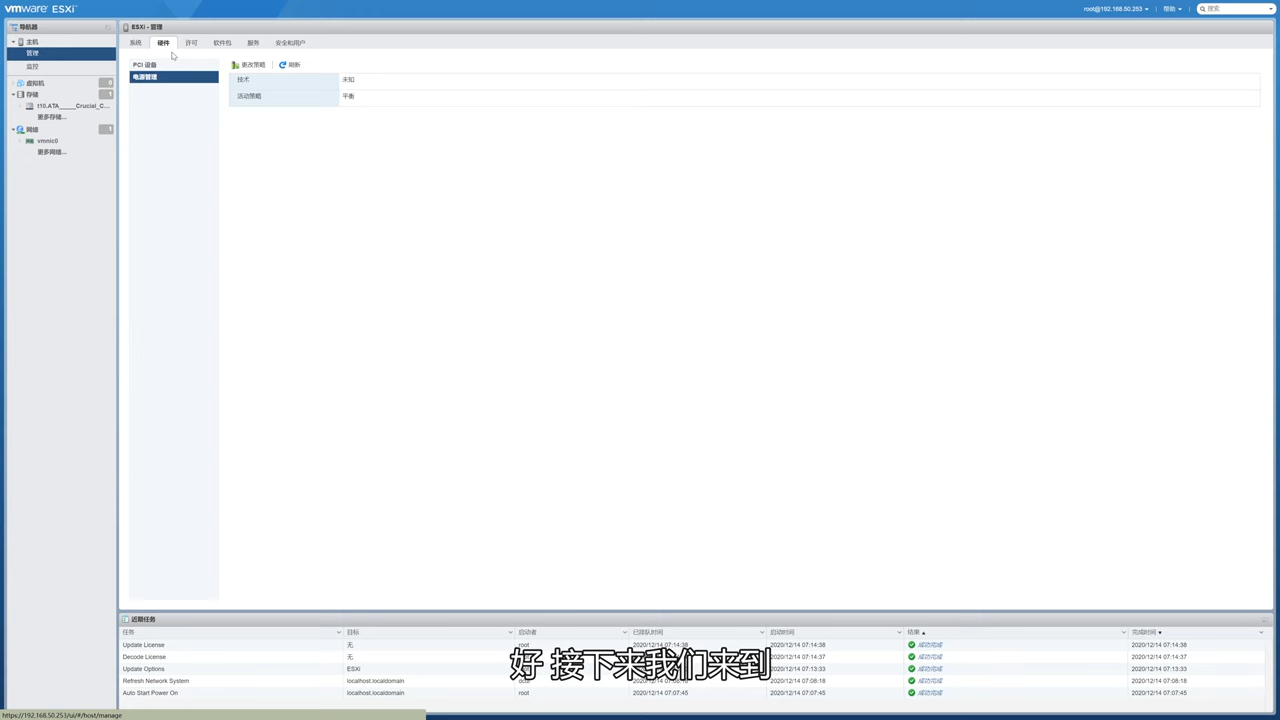 vmware ESXi
root@192.168.50.253 | 帮助 | 搜索
导航器
主机
管理
监控
虚拟机 0
存储 1
t10.ATA_____Crucial_C...
更多存储...
网络 1
vmnic0
更多网络...
ESXi - 管理
系统 硬件 许可 软件包 服务 安全和用户
PCI 设备
电源管理
更改策略 | 刷新
技术 未知
活动策略 平衡
近期任务
任务 目标 启动者 已排队时间 启动时间 结果 完成时间
Update License 无 root 2020/12/14 07:14:38 2020/12/14 07:14:38 成功完成 2020/12/14 07:14:38
Decode License 无 2020/12/14 07:14:37 成功完成 2020/12/14 07:14:37
Update Options ESXi 2020/12/14 07:13:33 成功完成 2020/12/14 07:13:33
Refresh Network System localhost.localdomain 2020/12/14 07:08:18 成功完成 2020/12/14 07:08:18
Auto Start Power On localhost.localdomain root 2020/12/14 07:07:45 2020/12/14 07:07:45 成功完成 2020/12/14 07:07:45
好 接下来我们来到
https://192.168.50.253/ui/#/host/manage